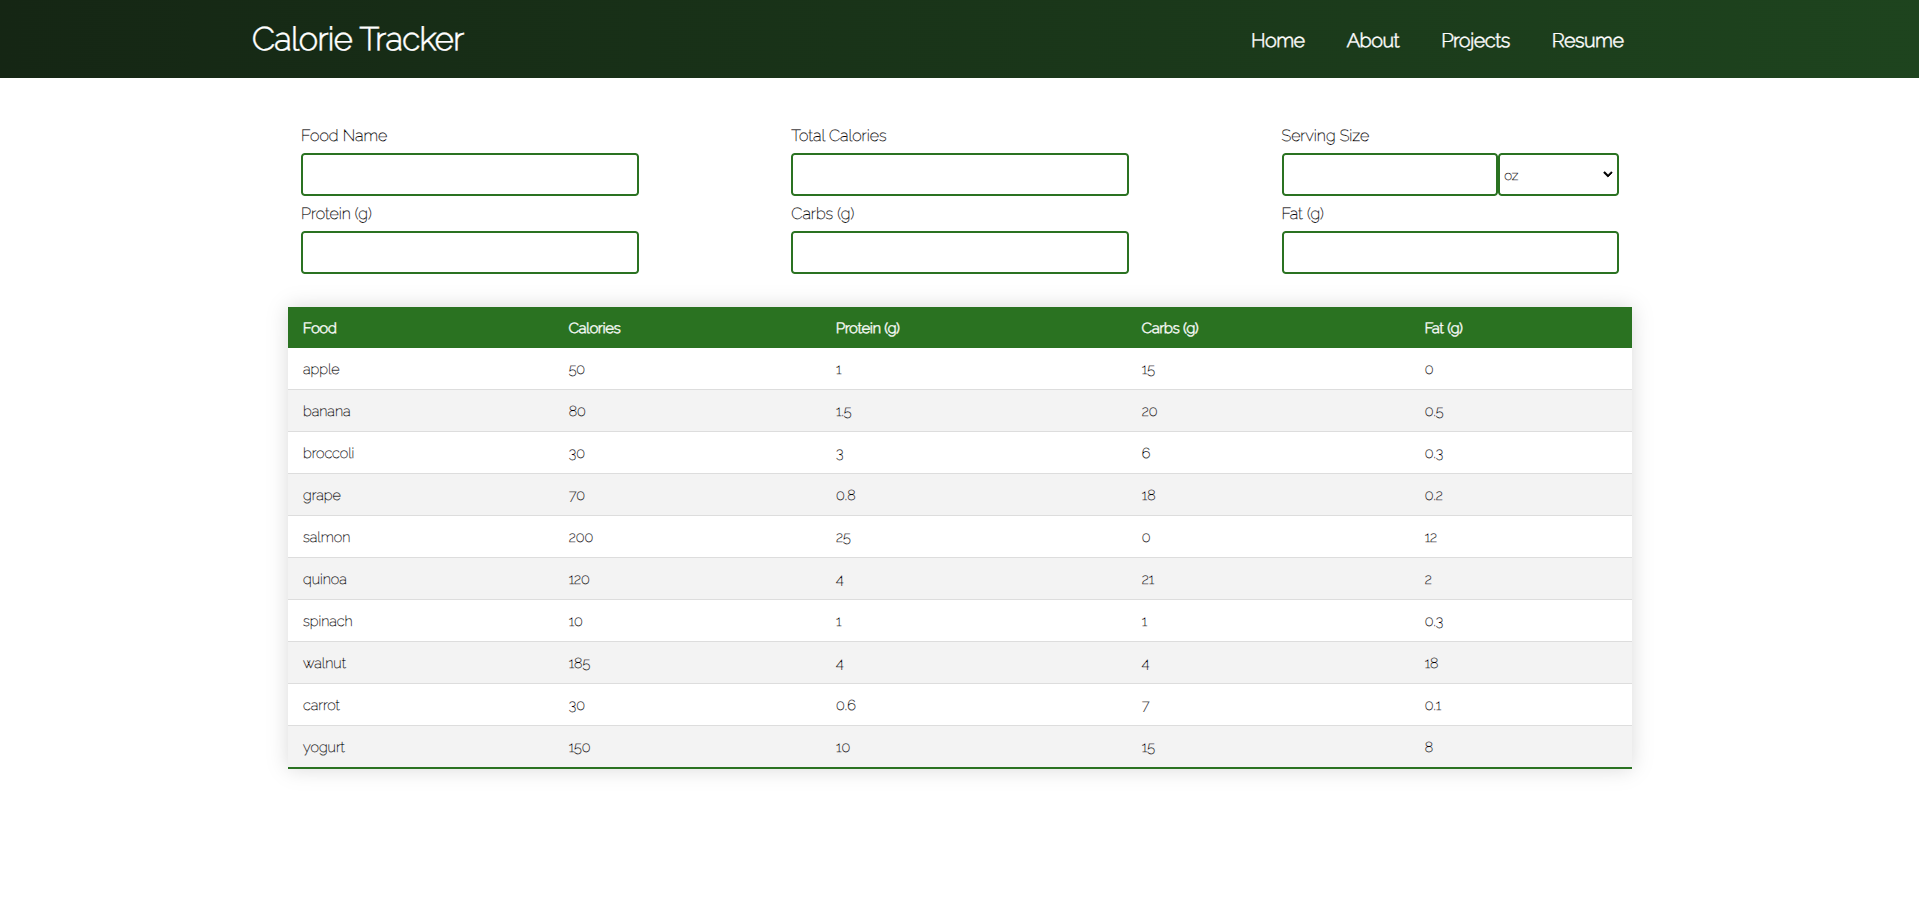 Calorie Tracker Home About Projects Resume
Food Name Total Calories Serving Size
oz
Protein (g) Carbs (g) Fat (g)
Food Calories Protein (g) Carbs (g) Fat (g)
apple 50 1 15 0
banana 80 1.5 20 0.5
broccoli 30 3 6 0.3
grape 70 0.8 18 0.2
salmon 200 25 0 12
quinoa 120 4 21 2
spinach 10 1 1 0.3
walnut 185 4 4 18
carrot 30 0.6 7 0.1
yogurt 150 10 15 8